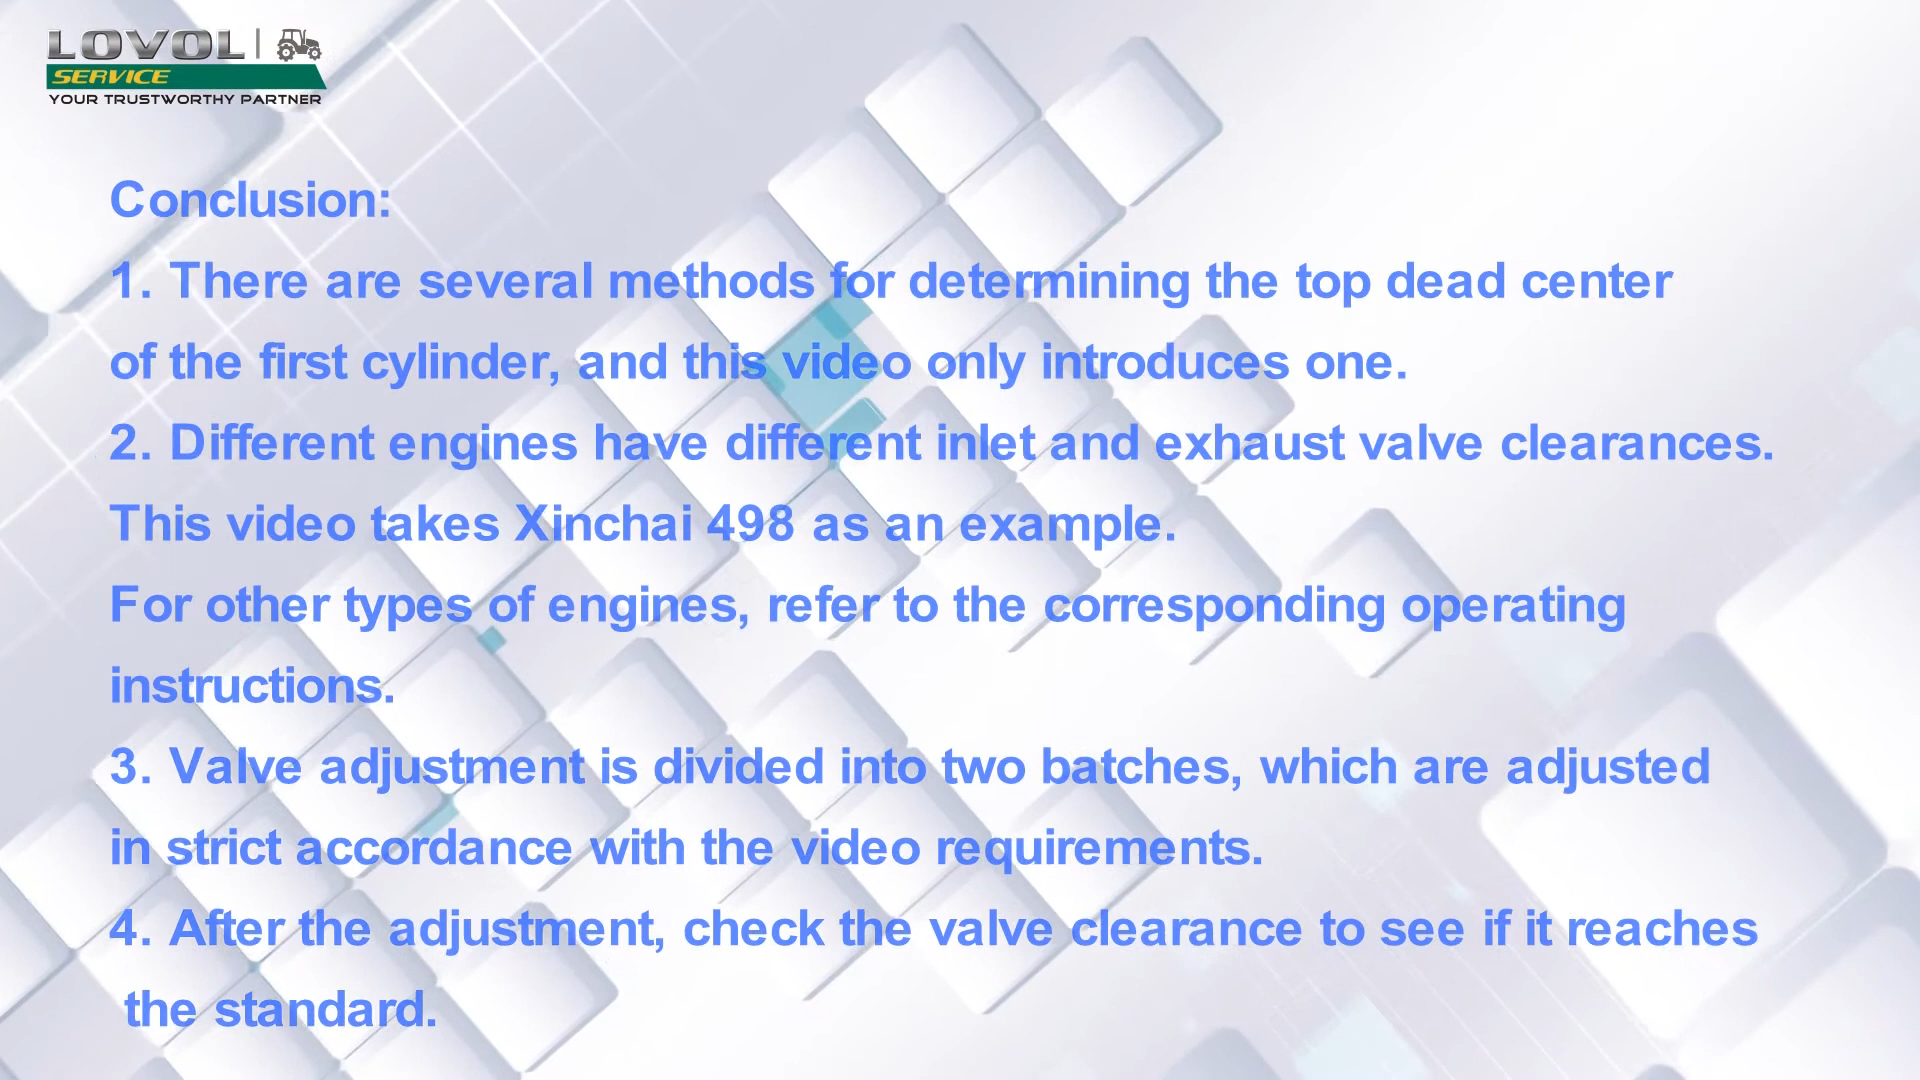 LOVOL
SERVICE
YOUR TRUSTWORTHY PARTNER
Conclusion:
1. There are several methods for determining the top dead center
of the first cylinder, and this video only introduces one.
2. Different engines have different inlet and exhaust valve clearances.
This video takes Xinchai 498 as an example.
For other types of engines, refer to the corresponding operating
instructions.
3. Valve adjustment is divided into two batches, which are adjusted
in strict accordance with the video requirements.
4. After the adjustment, check the valve clearance to see if it reaches
the standard.